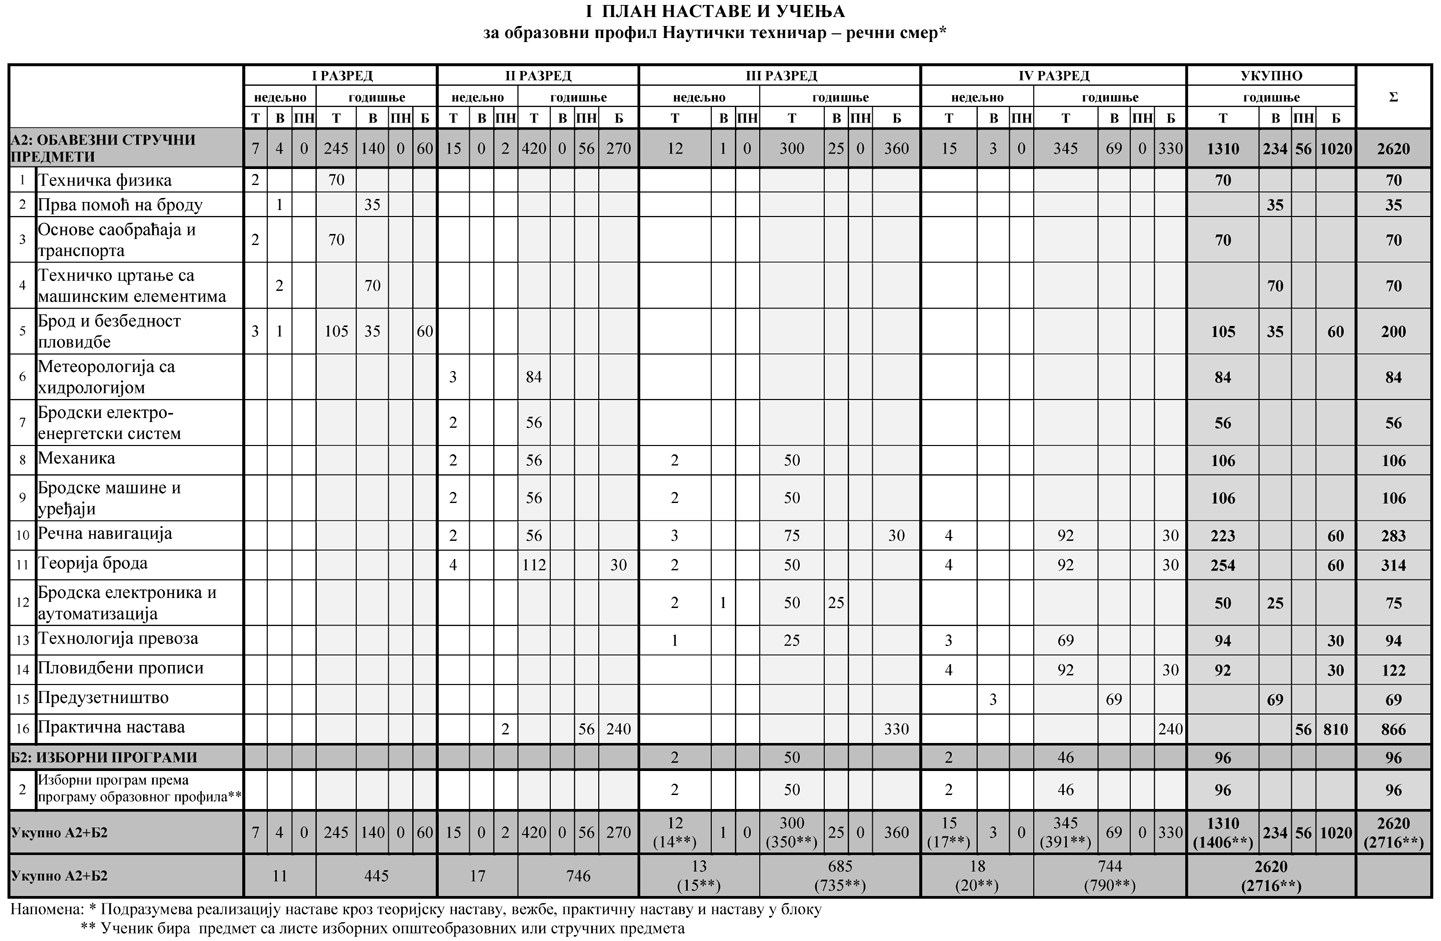 I ПЛАН НАСТАВЕ И УЧЕЊА
за образовни профил Наутички техничар – речни смер*
I РАЗРЕД II РАЗРЕД III РАЗРЕД IV РАЗРЕД УКУПНО
недељно годишње недељно годишње недељно годишње недељно годишње годишње Σ
Т В ПН Т В ПН Б Т В ПН Т В ПН Б Т В ПН Т В ПН Б Т В ПН Т В ПН Б Т В ПН Б
А2: ОБАВЕЗНИ СТРУЧНИ
ПРЕДМЕТИ
7 4 0 245 140 0 60 15 0 2 420 0 56 270 12 1 0 300 25 0 360 15 3 0 345 69 0 330 1310 234 56 1020 2620
1 Техничка физика 2 70 70 70
2 Прва помоћ на броду 1 35 35 35
3 Основе саобраћаја и
транспорта 2 70 70 70
4 Техничко цртање са
машинским елементима 2 70 70 70
5 Брод и безбедност
пловидбе 3 1 105 35 60 105 35 60 200
6 Метеорологија са
хидрологијом 3 84 84 84
7 Бродски електро-
енергетски систем 2 56 56 56
8 Механика 2 56 2 50 106 106
9 Бродске машине и
уређаји 2 56 2 50 106 106
10 Речна навигација 2 56 3 75 30 4 92 30 223 60 283
11 Теорија брода 4 112 30 2 50 4 92 30 254 60 314
12 Бродска електроника и
аутоматизација 2 1 50 25 50 25 75
13 Технологија превоза 1 25 3 69 94 30 94
14 Пловидбени прописи 4 92 30 92 30 122
15 Предузетништво 3 69 69 69
16 Практична настава 2 56 240 330 240 56 810 866
Б2: ИЗБОРНИ ПРОГРАМИ 2 50 2 46 96 96
2 Изборни програм према
програму образовног профила** 2 50 2 46 96 96
Укупно А2+Б2 7 4 0 245 140 0 60 15 0 2 420 0 56 270 12 1 0 300 25 0 360 15 3 0 345 69 0 330 1310 234 56 1020 2620
(14**) (350**) (17**) (391**) (1406**) (2716**)
Укупно А2+Б2 11 445 17 746 13 685 18 744 2620
(15**) (735**) (20**) (790**) (2716**)
Напомена: * Подразумева реализацију наставе кроз теоријску наставу, вежбе, практичну наставу и наставу у блоку
** Ученик бира предмет са листе изборних општеобразовних или стручних предмета